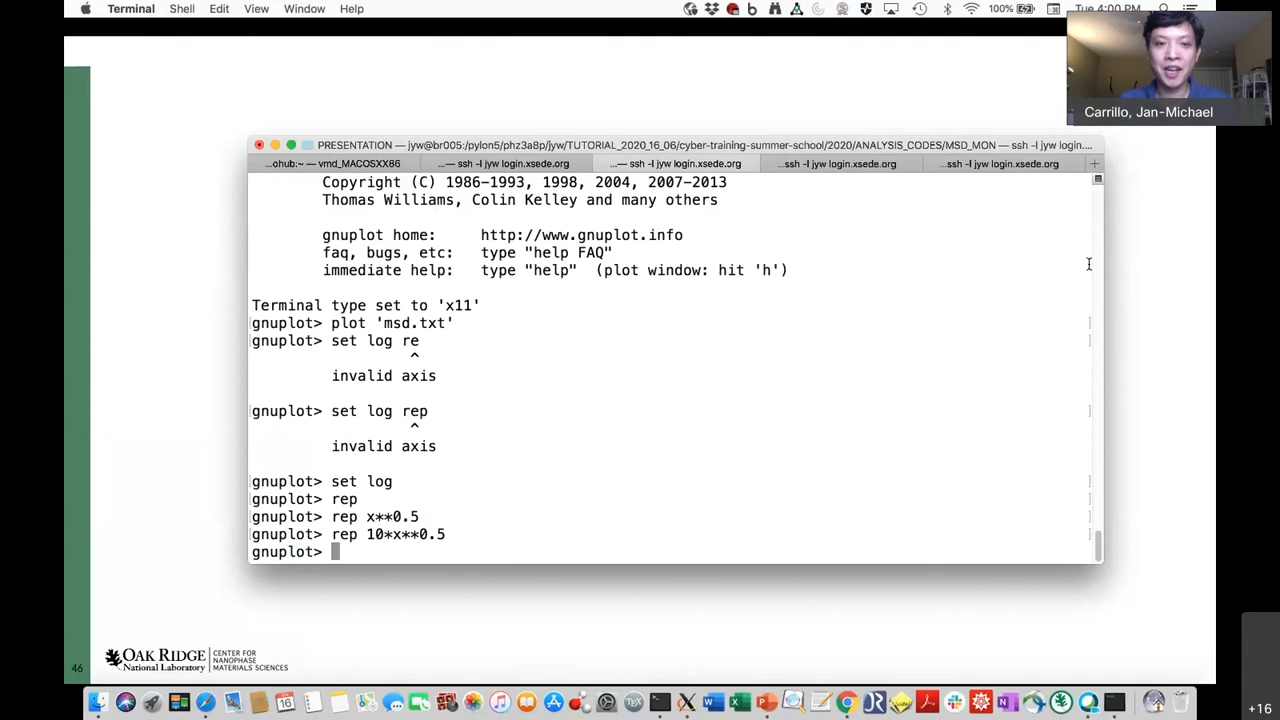 Terminal Shell Edit View Window Help
100%
Tue 4:00 PM
Carrillo, Jan-Michael
PRESENTATION — jyw@br005:/pylon5/phz3a8p/jyw/TUTORIAL_2020_16_06/cyber-training-summer-school/2020/ANALYSIS_CODES/MSD_MON — ssh -l jyw login.xsede.org...
...ohub:~ — vmd_MACOSXX86
...— ssh -l jyw login.xsede.org
...— ssh -l jyw login.xsede.org
...ssh -l jyw login.xsede.org
...ssh -l jyw login.xsede.org
Copyright (C) 1986-1993, 1998, 2004, 2007-2013
Thomas Williams, Colin Kelley and many others
gnuplot home: http://www.gnuplot.info
faq, bugs, etc: type "help FAQ"
immediate help: type "help" (plot window: hit 'h')
Terminal type set to 'x11'
gnuplot> plot 'msd.txt'
gnuplot> set log re
^
invalid axis
gnuplot> set log rep
^
invalid axis
gnuplot> set log
gnuplot> rep
gnuplot> rep x**0.5
gnuplot> rep 10*x**0.5
gnuplot>
46
OAK RIDGE
National Laboratory
CENTER FOR
NANOPHASE
MATERIALS SCIENCES
+16